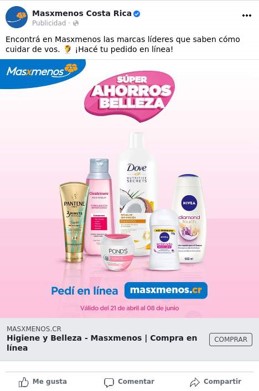 Masxmenos Costa Rica
Publicidad
Encontrá en Masxmenos las marcas líderes que saben cómo
cuidar de vos. 💆 ¡Hacé tu pedido en línea!
Masxmenos
SÚPER
AHORROS
BELLEZA
Dove
PANTENE
POND'S
NIVEA
NIVEA
Pedí en línea masxmenos.cr
Válido del 21 de abril al 08 de junio
MASXMENOS.CR
Higiene y Belleza - Masxmenos | Compra en
línea
COMPRAR
Me gusta
Comentar
Compartir